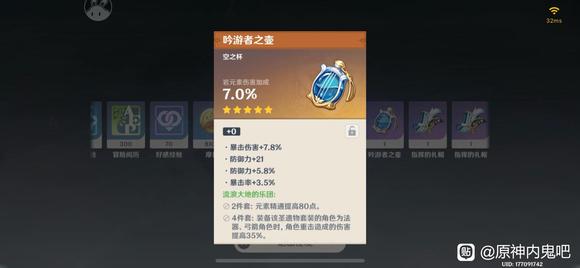 32ms
吟游者之壶
空之杯
岩元素伤害加成
7.0%
+0
·暴击伤害+7.8%
·防御力+21
·防御力+5.8%
·暴击率+3.5%
流浪大地的乐团:
2件套:元素精通提高80点。
4件套:装备该圣遗物套装的角色为法
器、弓箭角色时,角色重击造成的伤害
提高35%。
300
70
1
1
1
冒险阅历
好感经验
吟游者之壶
指挥的礼帽
指挥的礼帽
贴
@原神内鬼吧
UID: 177091742